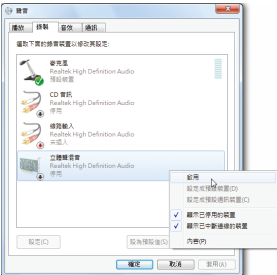 聲音
播放 錄製 音效 通訊
選取下面的錄音裝置以修改其設定:
麥克風
Realtek High Definition Audio
預設裝置
CD 音訊
Realtek High Definition Audio
停用
線路輸入
Realtek High Definition Audio
未插入
立體聲混音
Realtek High Definition Audio
停用
啟用
設定成預設裝置(D)
設定成預設通訊裝置(C)
顯示已停用的裝置
顯示已中斷連線的裝置
內容(P)
設定(C) 設為預設值(S)
確定 取消 套用(A)